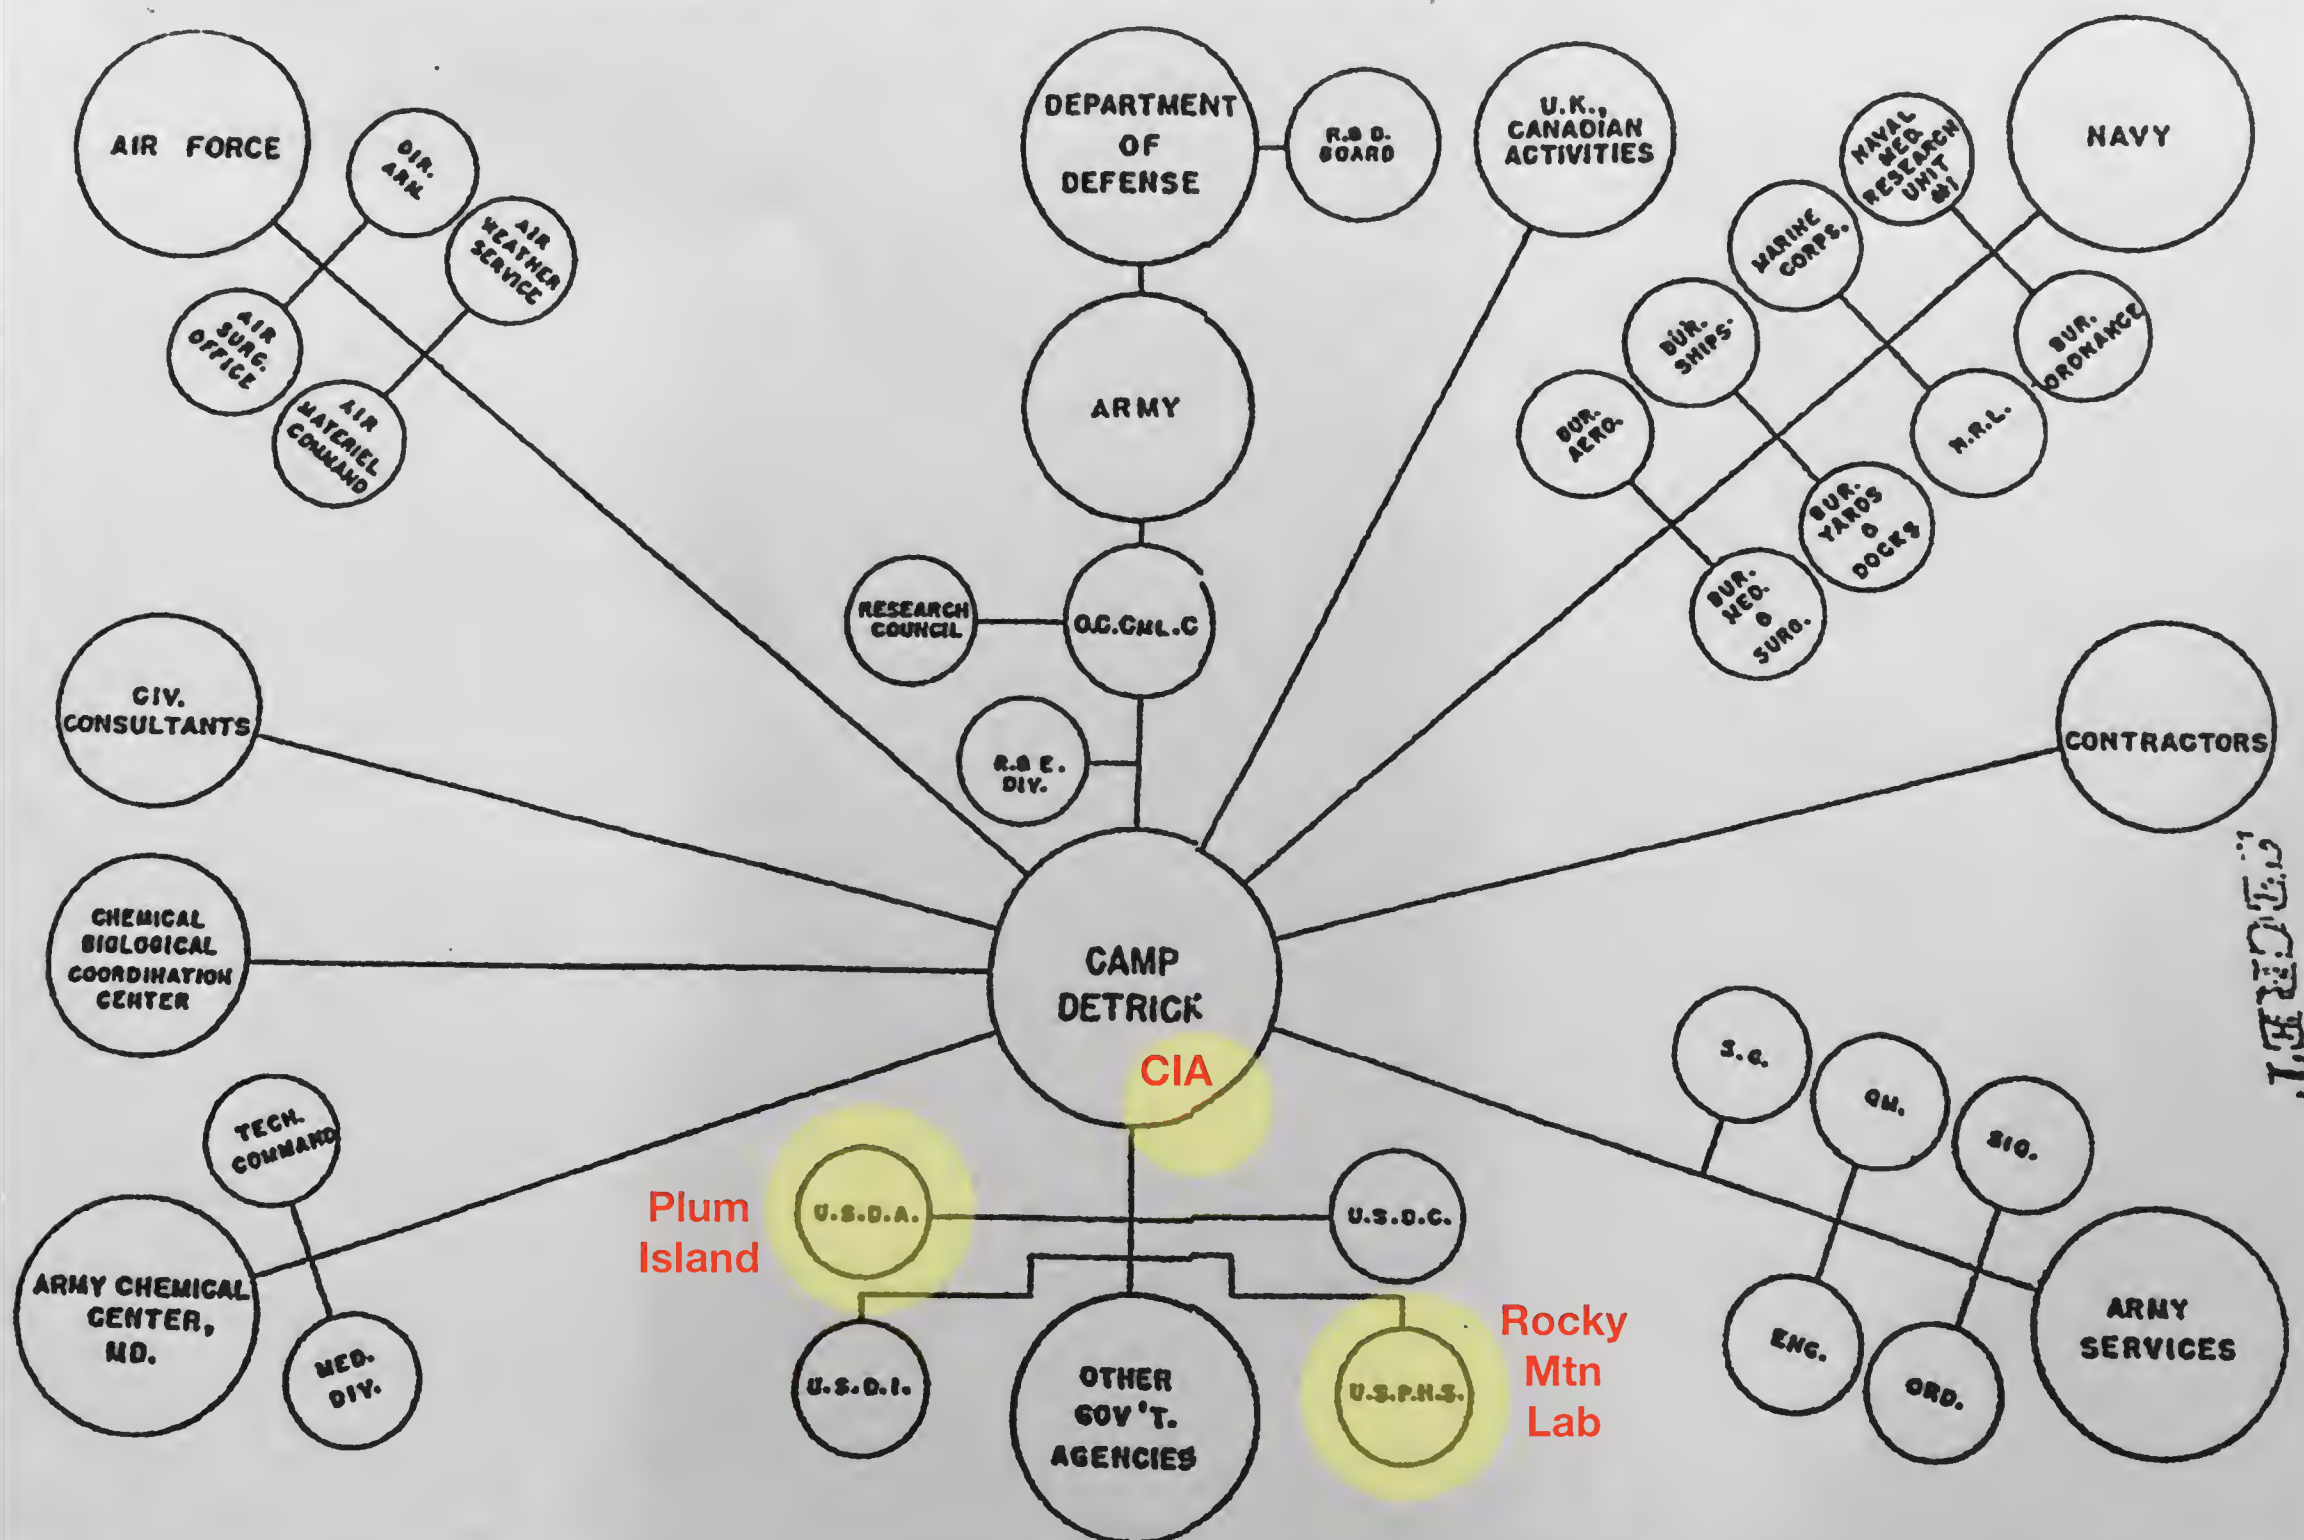 AIR FORCE
DIR.
ARM.
AIR
WEATHER
SERVICE
AIR
SURG.
OFFICE
AIR
MATERIEL
COMMAND
DEPARTMENT
OF
DEFENSE
R.&D.
BOARD
U.K.,
CANADIAN
ACTIVITIES
NAVAL
MED.
RESEARCH
UNIT
#1
NAVY
MARINE
CORPS.
BUR.
SHIPS.
BUR.
AERO.
BUR.
ORDNANCE
N.R.L.
BUR.
YARDS
&
DOCKS
BUR.
MED.
&
SURG.
ARMY
RESEARCH
COUNCIL
O.C.CML.C
R.& E.
DIV.
CIV.
CONSULTANTS
CONTRACTORS
CHEMICAL
BIOLOGICAL
COORDINATION
CENTER
CAMP
DETRICK
CIA
SECRET
TECH.
COMMAND
ARMY CHEMICAL
CENTER,
MD.
MED.
DIV.
Plum
Island
U.S.D.A.
U.S.D.C.
U.S.D.I.
OTHER
GOV'T.
AGENCIES
U.S.P.H.S.
Rocky
Mtn
Lab
S.G.
QM.
SIG.
ENG.
ORD.
ARMY
SERVICES